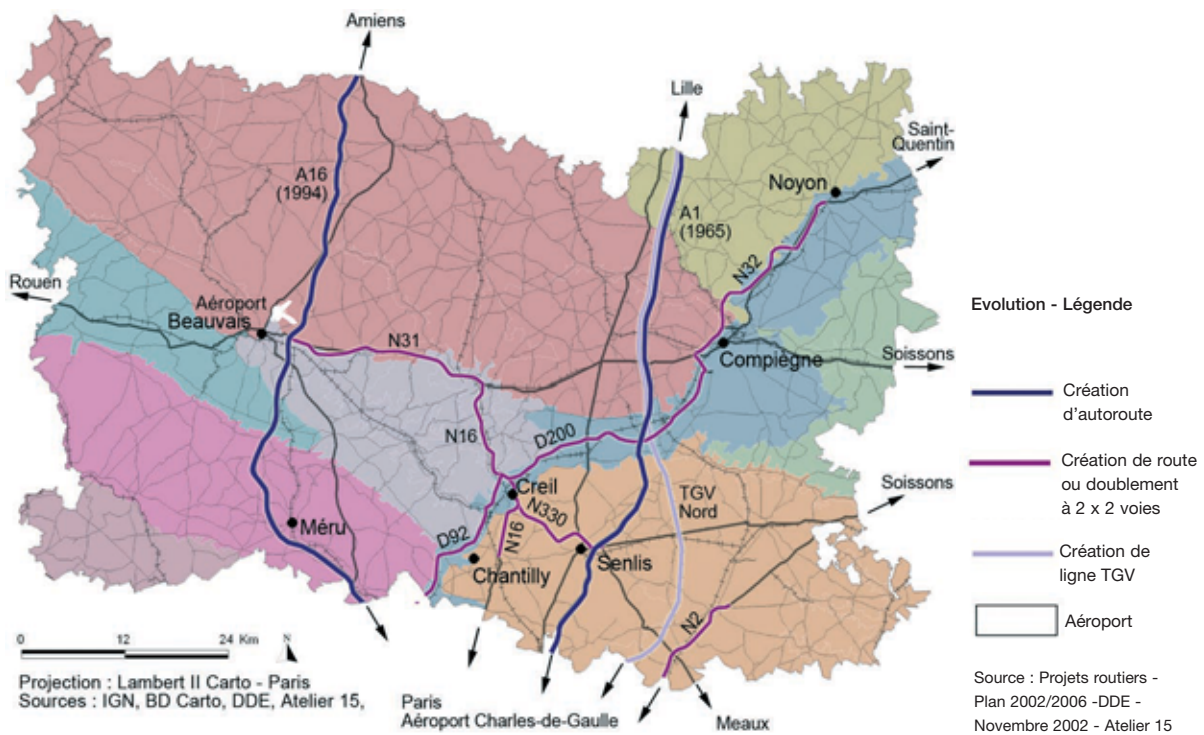 Amiens
Lille
Saint-
Quentin
Noyon
A16
(1994)
A1
(1965)
N32
Rouen
Aéroport
Beauvais
N31
Compiègne
Soissons
N16
D200
Creil
N330
TGV
Nord
Soissons
Méru
D92
N16
Chantilly
Senlis
N2
0 12 24 Km
N
Projection : Lambert II Carto - Paris
Sources : IGN, BD Carto, DDE, Atelier 15,
Paris
Aéroport Charles-de-Gaulle
Meaux
Evolution - Légende
Création
d'autoroute
Création de route
ou doublement
à 2 x 2 voies
Création de
ligne TGV
Aéroport
Source : Projets routiers -
Plan 2002/2006 -DDE -
Novembre 2002 - Atelier 15